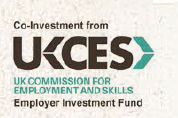 Co-Investment from
UKCES
UK COMMISSION FOR
EMPLOYMENT AND SKILLS
Employer Investment Fund